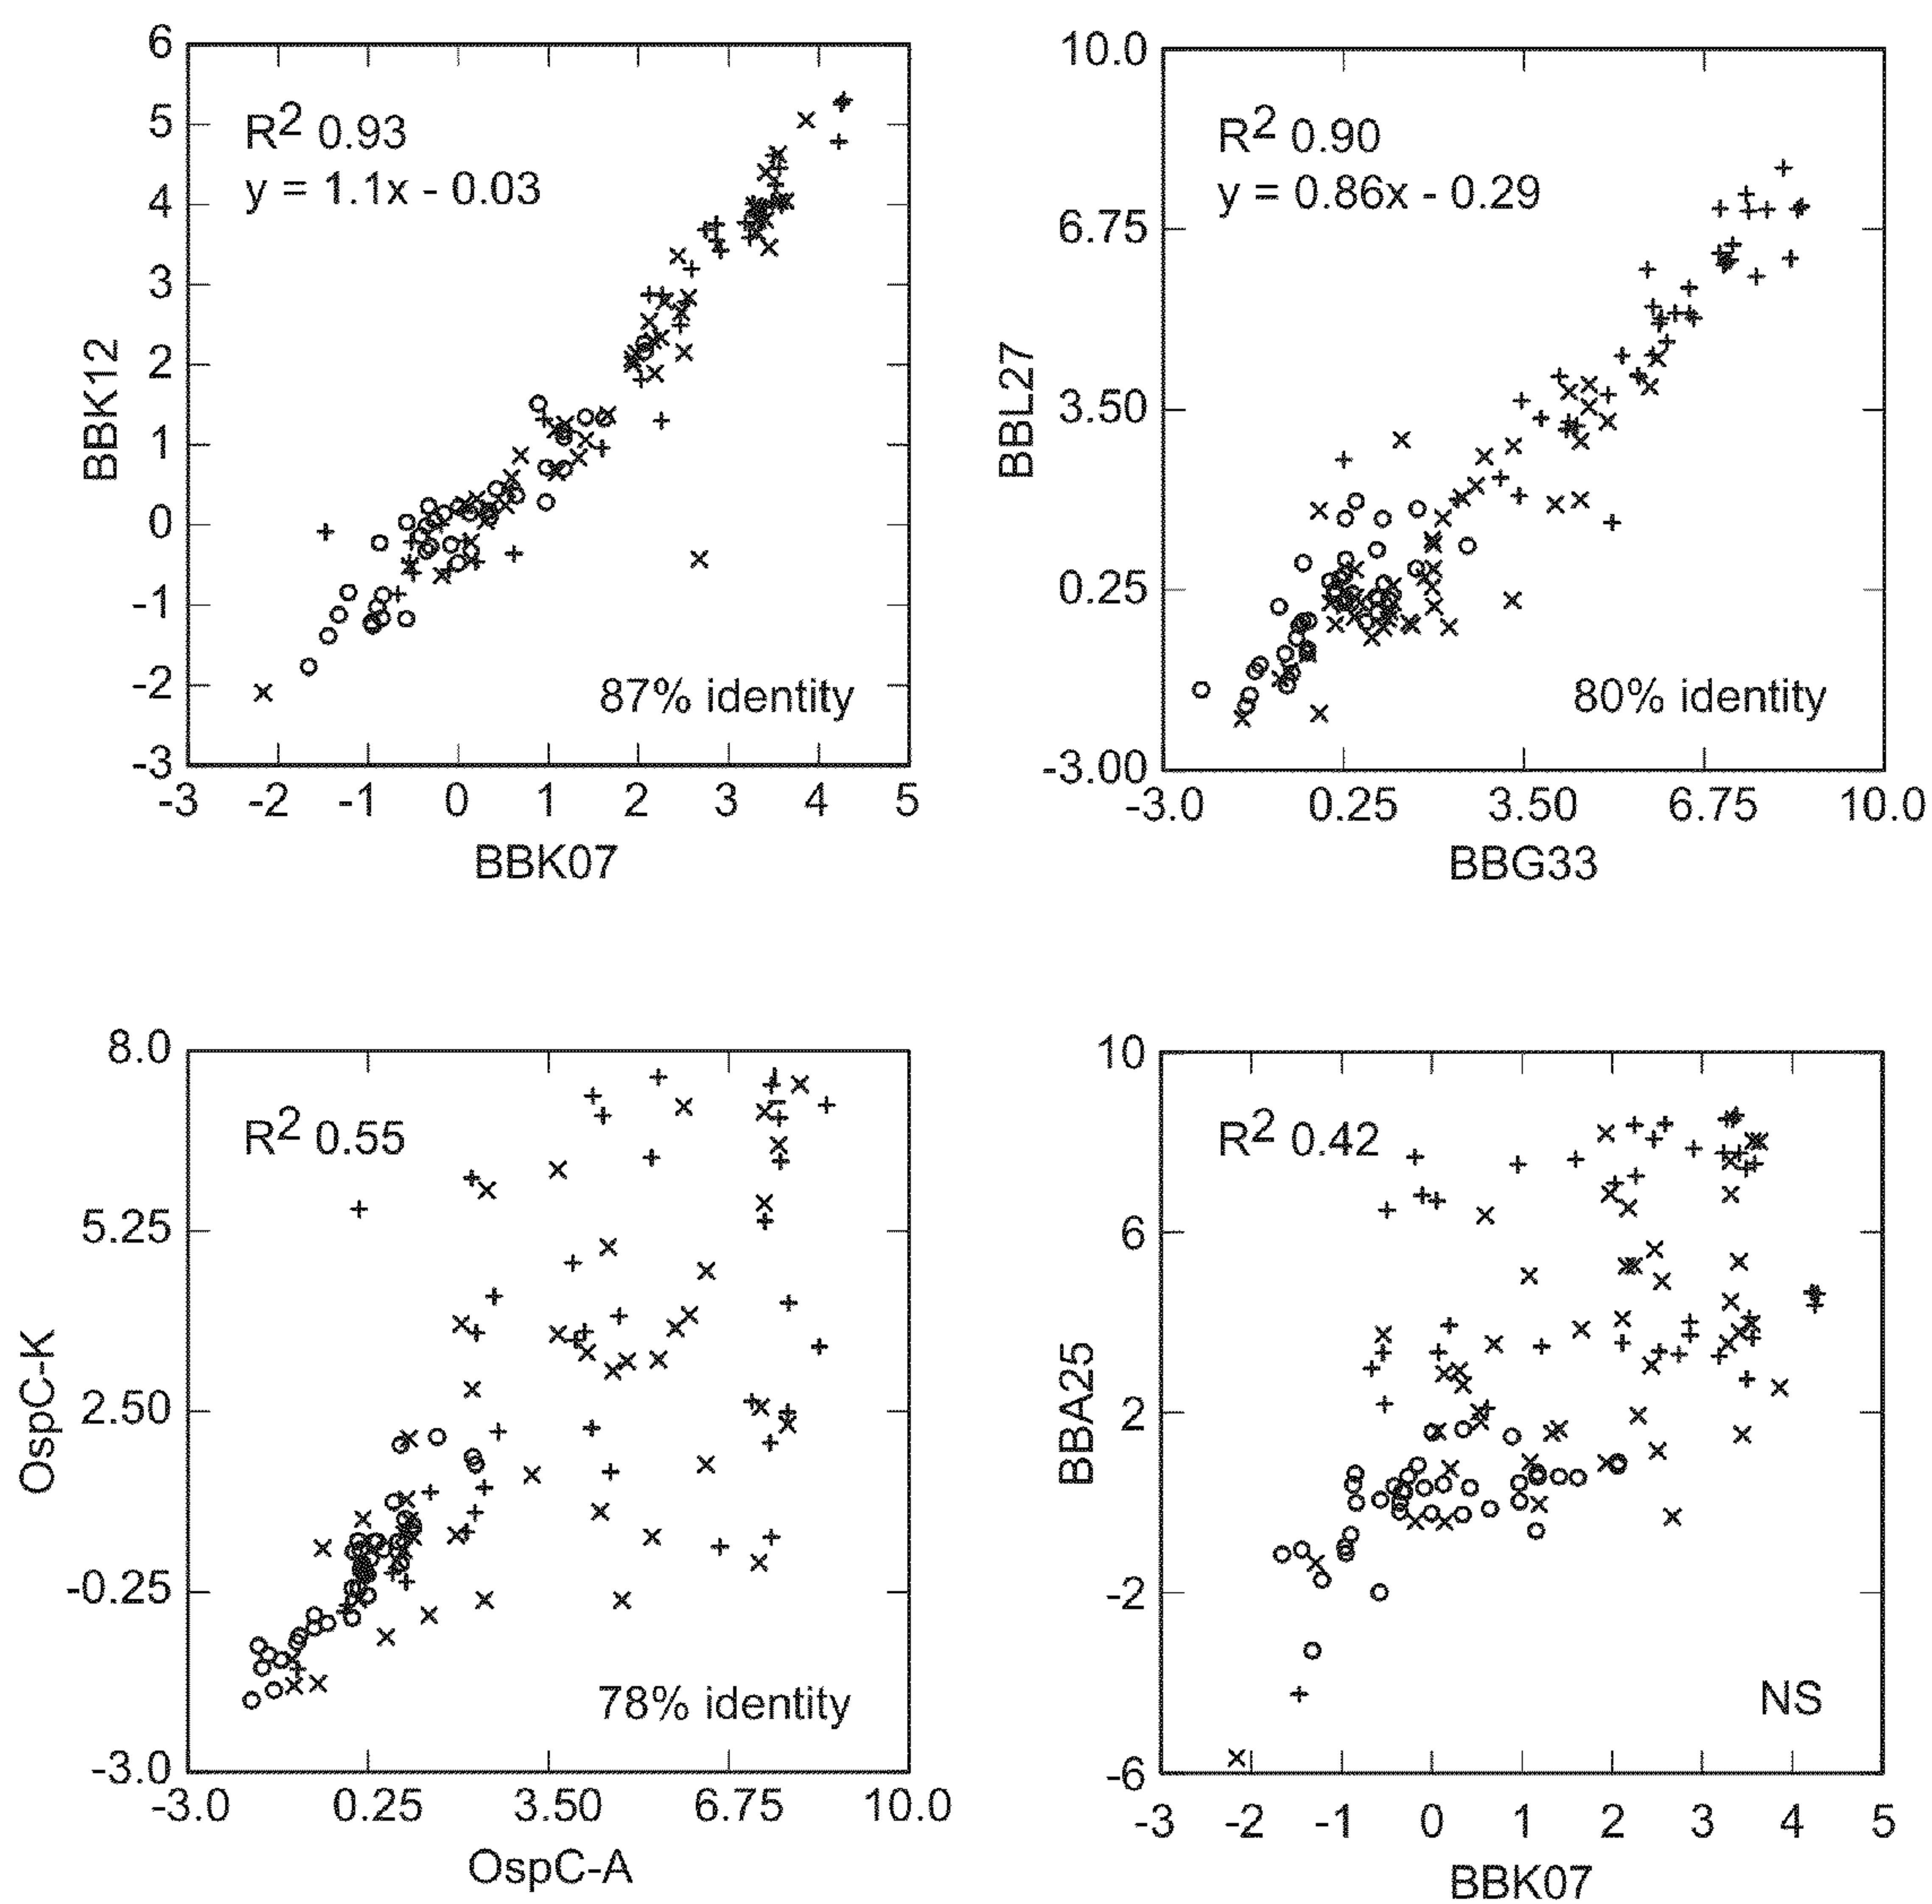 6
5
4
3
2
1
0
-1
-2
-3
BBK12
R2 0.93
y = 1.1x - 0.03
87% identity
-3 -2 -1 0 1 2 3 4 5
BBK07
10.0
6.75
3.50
0.25
-3.00
BBL27
R2 0.90
y = 0.86x - 0.29
80% identity
-3.0 0.25 3.50 6.75 10.0
BBG33
8.0
5.25
2.50
-0.25
-3.0
OspC-K
R2 0.55
78% identity
-3.0 0.25 3.50 6.75 10.0
OspC-A
10
6
2
-2
-6
BBA25
R2 0.42
NS
-3 -2 -1 0 1 2 3 4 5
BBK07